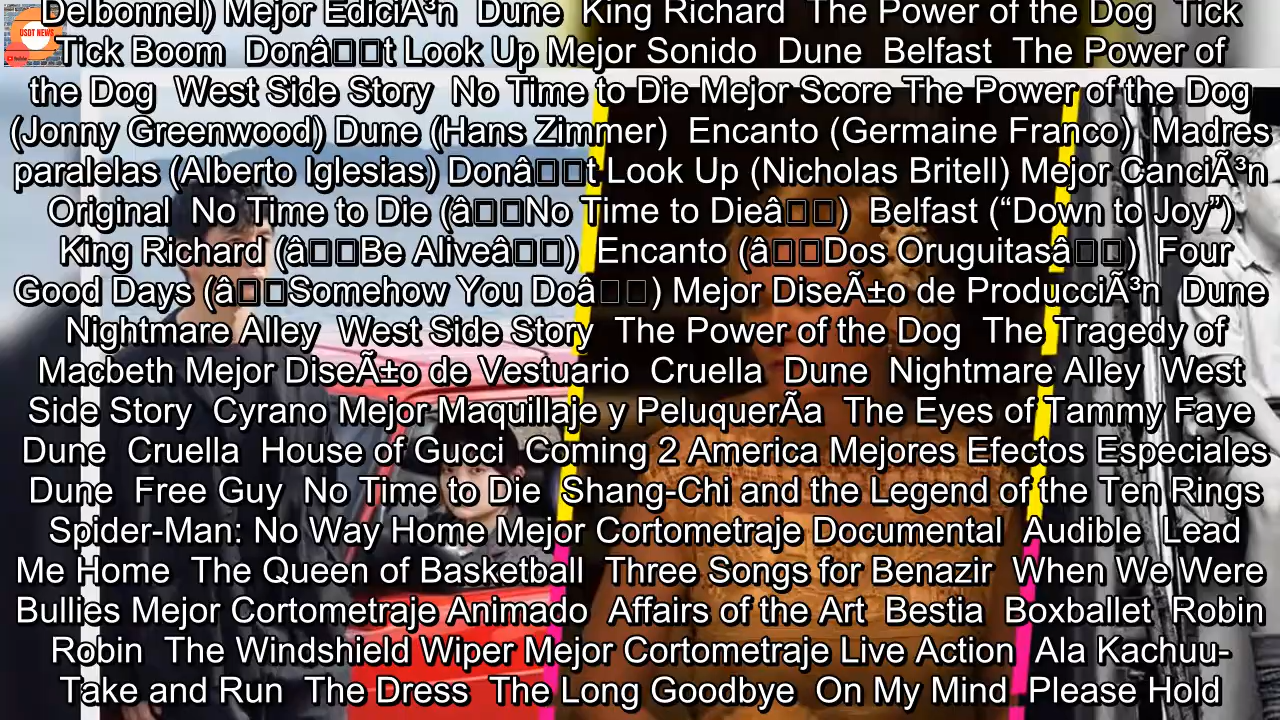 USDT NEWS
Delbonnel) Mejor EdiciÃ³n  Dune  King Richard  The Power of the Dog  Tick
Tick Boom  Donâ□□t Look Up Mejor Sonido  Dune  Belfast  The Power of
the Dog  West Side Story  No Time to Die Mejor Score The Power of the Dog
(Jonny Greenwood) Dune (Hans Zimmer)  Encanto (Germaine Franco)  Madres
paralelas (Alberto Iglesias) Donâ□□t Look Up (Nicholas Britell) Mejor CanciÃ³n
Original  No Time to Die (â□□No Time to Dieâ□□)  Belfast (“Down to Joy”)
King Richard (â□□Be Aliveâ□□)  Encanto (â□□Dos Oruguitasâ□□)  Four
Good Days (â□□Somehow You Doâ□□) Mejor DiseÃ±o de ProducciÃ³n  Dune
Nightmare Alley  West Side Story  The Power of the Dog  The Tragedy of
Macbeth Mejor DiseÃ±o de Vestuario  Cruella  Dune  Nightmare Alley  West
Side Story  Cyrano Mejor Maquillaje y PeluquerÃa  The Eyes of Tammy Faye
Dune  Cruella  House of Gucci  Coming 2 America Mejores Efectos Especiales
Dune  Free Guy  No Time to Die  Shang-Chi and the Legend of the Ten Rings
Spider-Man: No Way Home Mejor Cortometraje Documental  Audible  Lead
Me Home  The Queen of Basketball  Three Songs for Benazir  When We Were
Bullies Mejor Cortometraje Animado  Affairs of the Art  Bestia  Boxballet  Robin
Robin  The Windshield Wiper Mejor Cortometraje Live Action  Ala Kachuu-
Take and Run  The Dress  The Long Goodbye  On My Mind  Please Hold